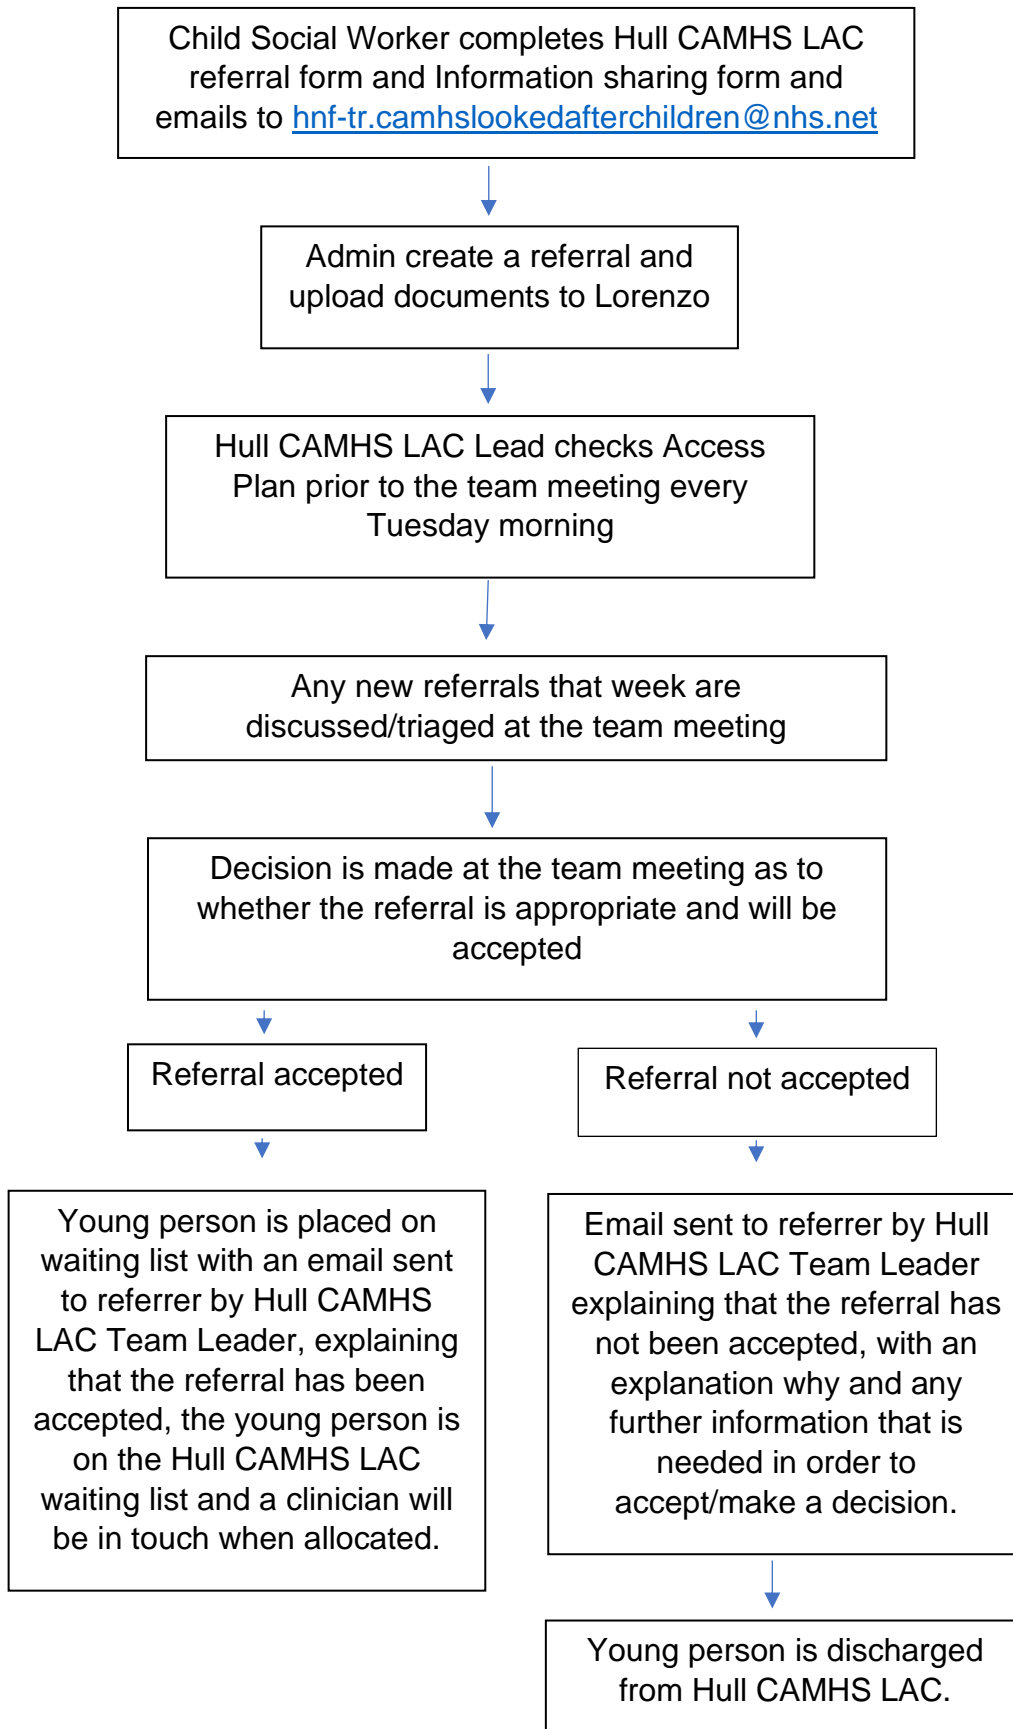 Child Social Worker completes Hull CAMHS LAC
referral form and Information sharing form and
emails to hnf-tr.camhslookedafterchildren@nhs.net
Admin create a referral and
upload documents to Lorenzo
Hull CAMHS LAC Lead checks Access
Plan prior to the team meeting every
Tuesday morning
Any new referrals that week are
discussed/triaged at the team meeting
Decision is made at the team meeting as to
whether the referral is appropriate and will be
accepted
Referral accepted
Referral not accepted
Young person is placed on
waiting list with an email sent
to referrer by Hull CAMHS
LAC Team Leader, explaining
that the referral has been
accepted, the young person is
on the Hull CAMHS LAC
waiting list and a clinician will
be in touch when allocated.
Email sent to referrer by Hull
CAMHS LAC Team Leader
explaining that the referral has
not been accepted, with an
explanation why and any
further information that is
needed in order to
accept/make a decision.
Young person is discharged
from Hull CAMHS LAC.